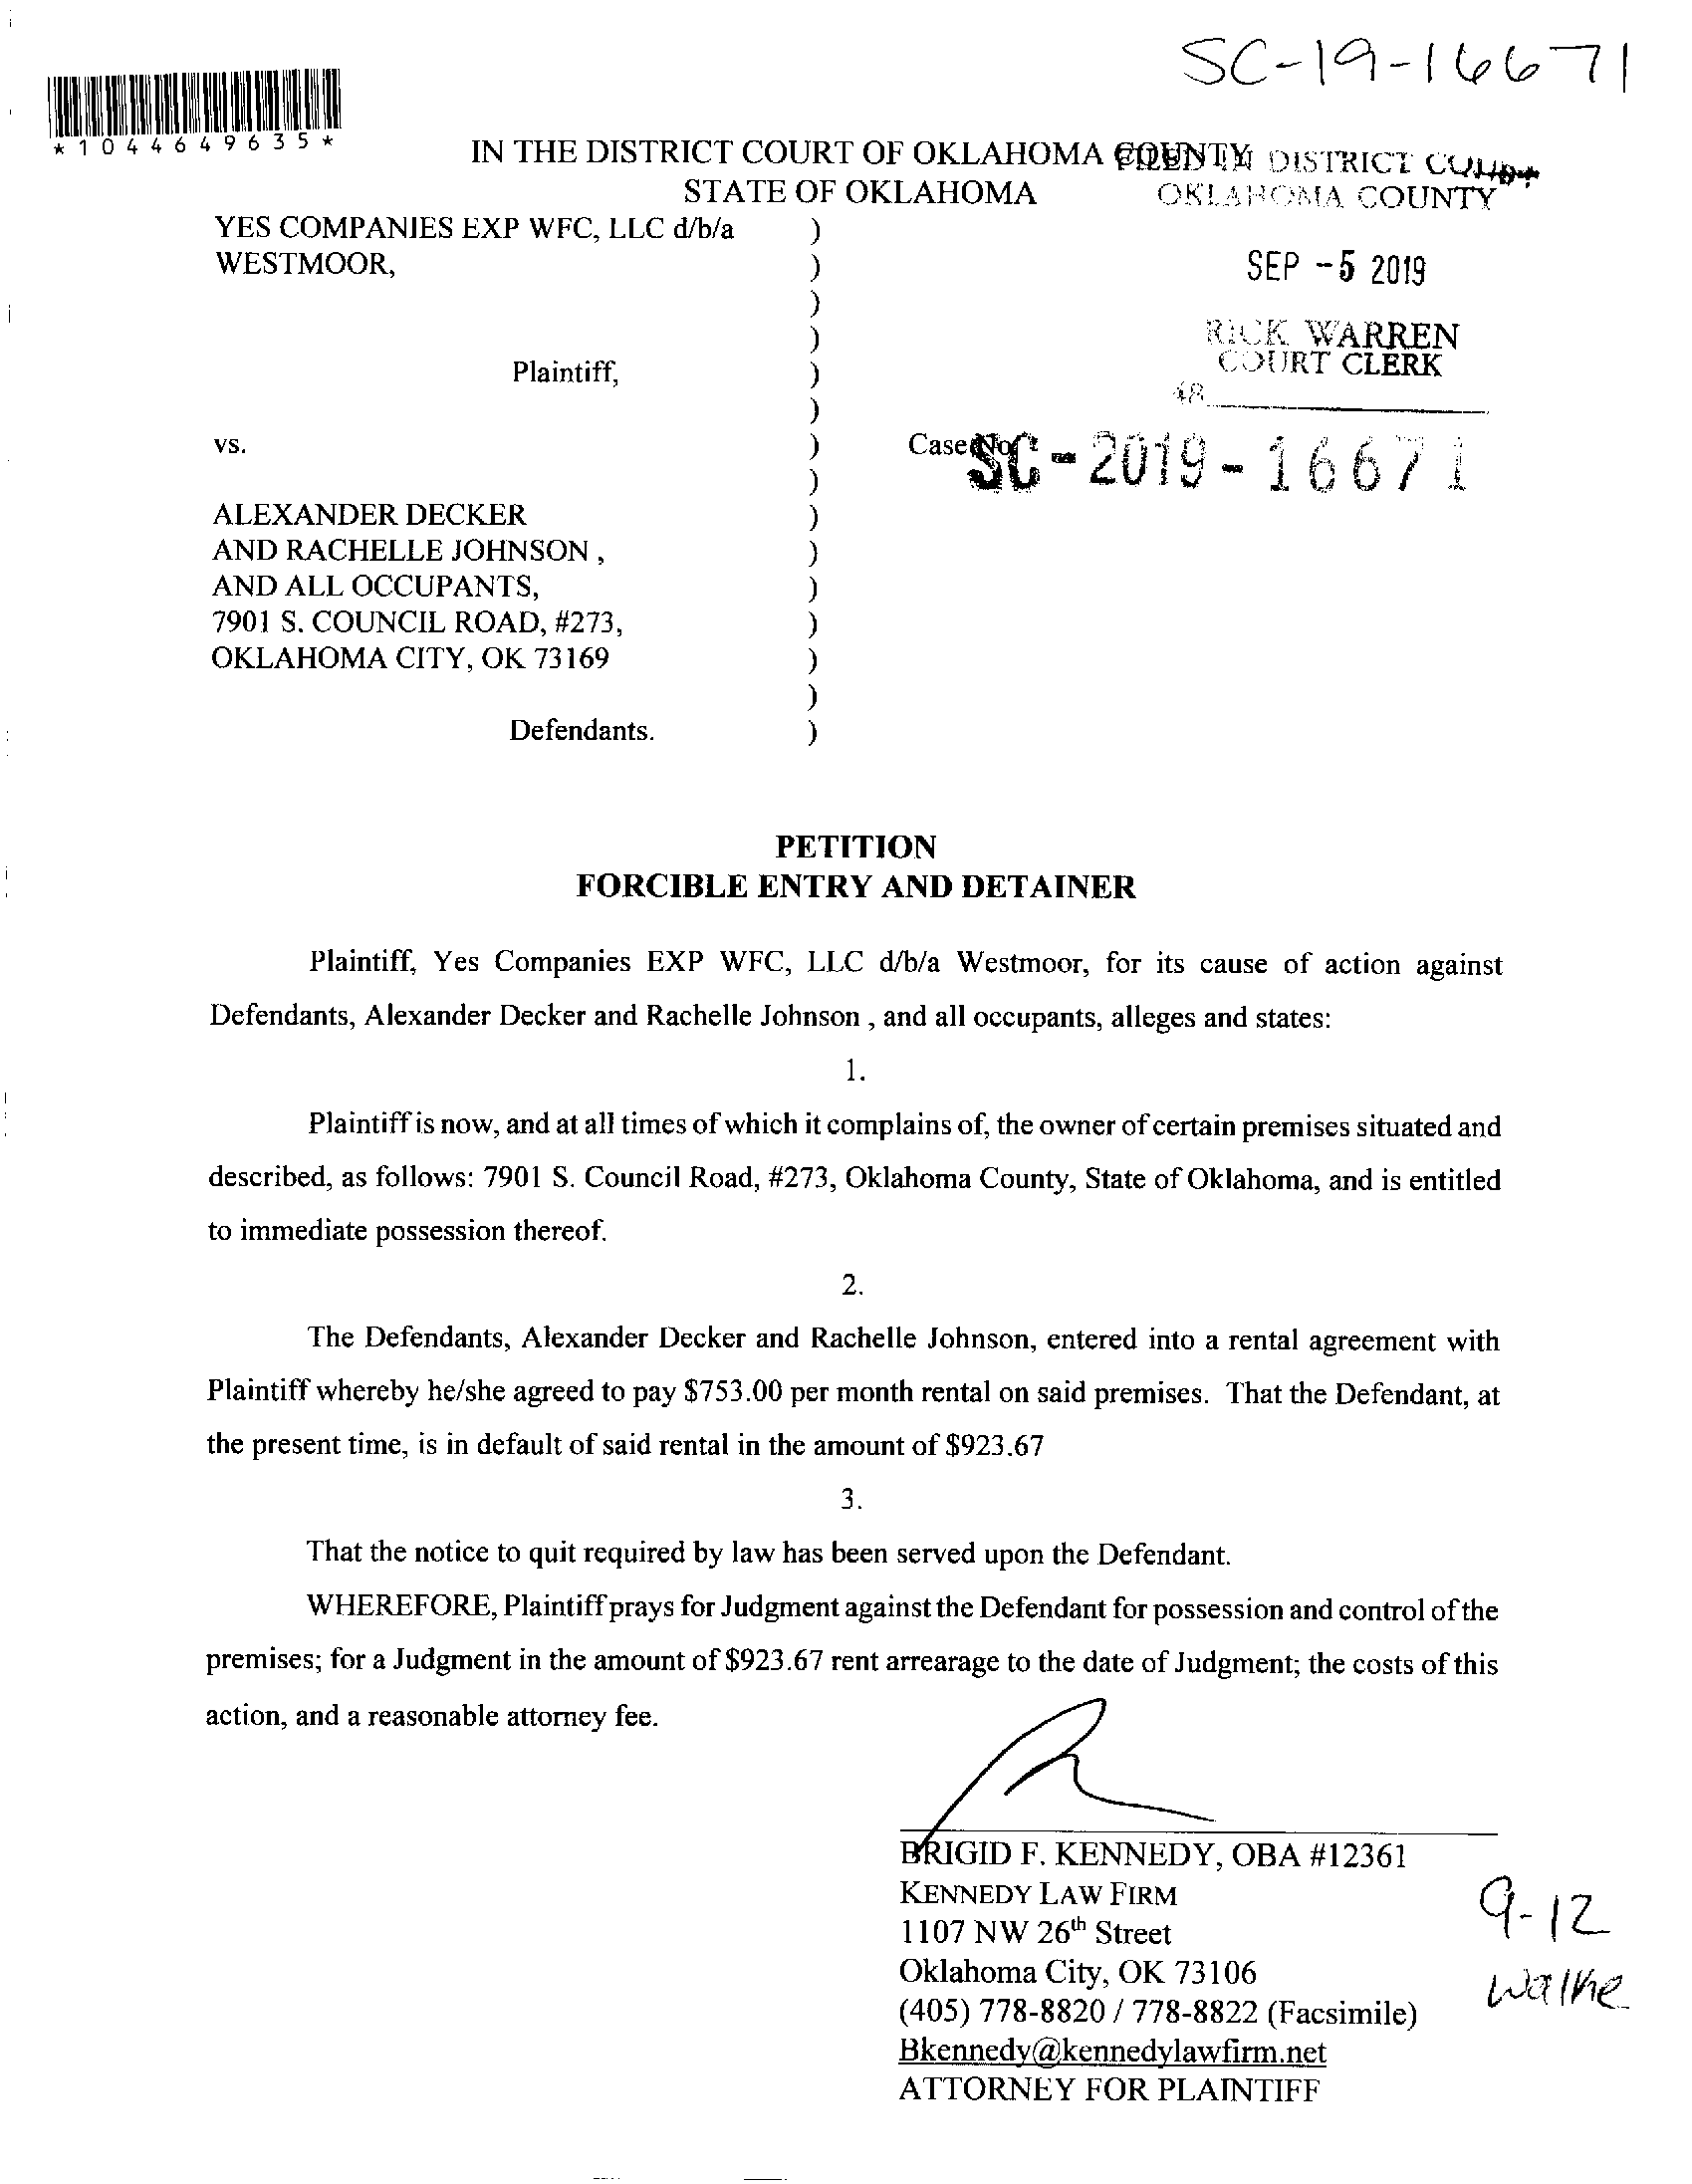 SC-19-16671
*1044649635*
IN THE DISTRICT COURT OF OKLAHOMA COUNTY
STATE OF OKLAHOMA
FILED IN DISTRICT COURT
OKLAHOMA COUNTY
SEP -5 2019
RICK WARREN
COURT CLERK
48
YES COMPANIES EXP WFC, LLC d/b/a )
WESTMOOR, )
)
)
Plaintiff, )
)
vs. ) Case No. SC-2019-16671
)
ALEXANDER DECKER )
AND RACHELLE JOHNSON , )
AND ALL OCCUPANTS, )
7901 S. COUNCIL ROAD, #273, )
OKLAHOMA CITY, OK 73169 )
)
Defendants. )
PETITION
FORCIBLE ENTRY AND DETAINER
Plaintiff, Yes Companies EXP WFC, LLC d/b/a Westmoor, for its cause of action against
Defendants, Alexander Decker and Rachelle Johnson , and all occupants, alleges and states:
1.
Plaintiff is now, and at all times of which it complains of, the owner of certain premises situated and
described, as follows: 7901 S. Council Road, #273, Oklahoma County, State of Oklahoma, and is entitled
to immediate possession thereof.
2.
The Defendants, Alexander Decker and Rachelle Johnson, entered into a rental agreement with
Plaintiff whereby he/she agreed to pay $753.00 per month rental on said premises. That the Defendant, at
the present time, is in default of said rental in the amount of $923.67
3.
That the notice to quit required by law has been served upon the Defendant.
WHEREFORE, Plaintiff prays for Judgment against the Defendant for possession and control of the
premises; for a Judgment in the amount of $923.67 rent arrearage to the date of Judgment; the costs of this
action, and a reasonable attorney fee.
BRIGID F. KENNEDY, OBA #12361
KENNEDY LAW FIRM
1107 NW 26th Street
Oklahoma City, OK 73106
(405) 778-8820 / 778-8822 (Facsimile)
Bkennedy@kennedylawfirm.net
ATTORNEY FOR PLAINTIFF
9-12